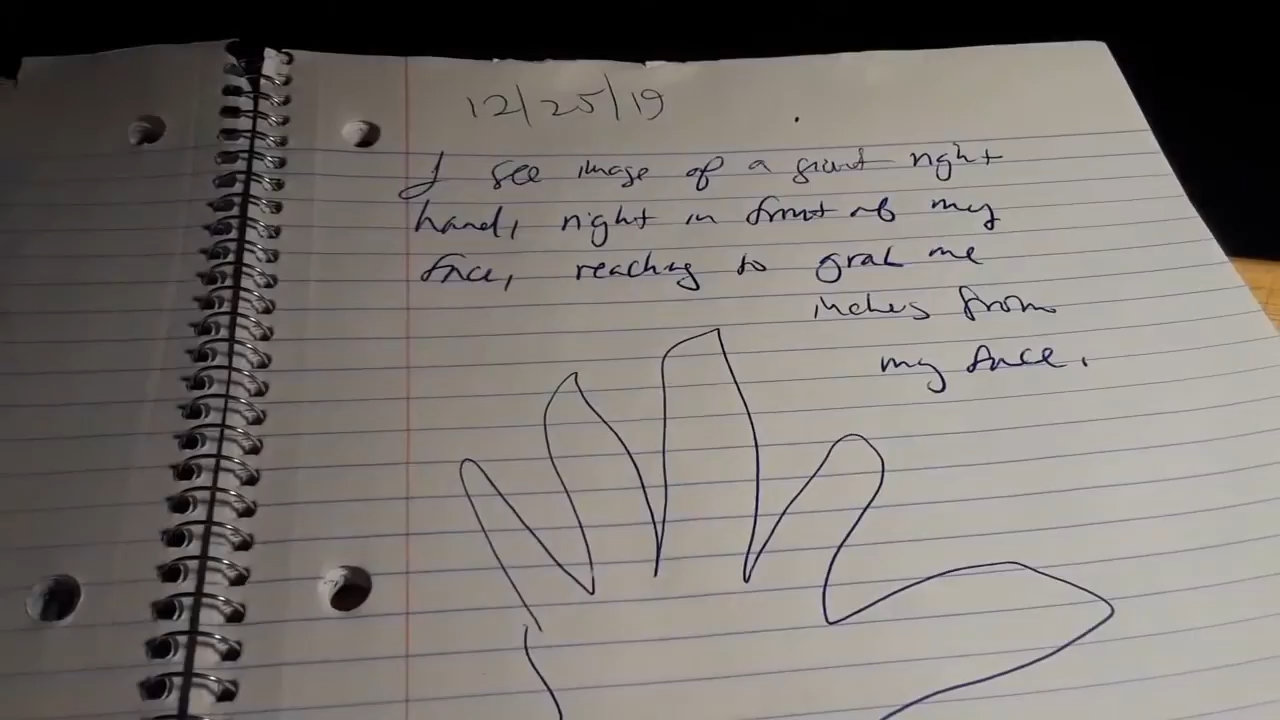 12/25/19
I see image of a giant right
hand, right in front of my
face, reaching to grab me
inches from
my face.